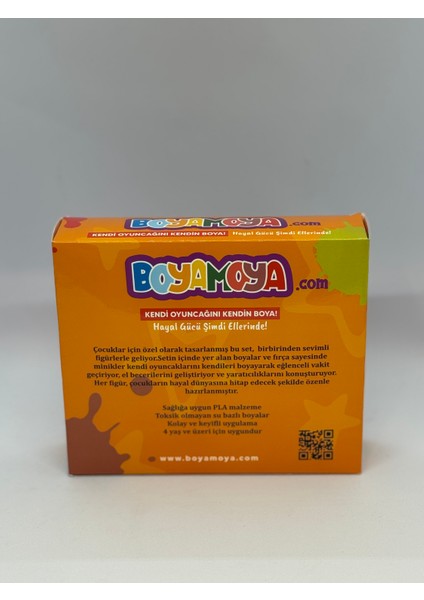 BOYAMOYA.com
KENDİ OYUNCAĞINI KENDİN BOYA! Hayal Gücü Şimdi Ellerinde!
BOYAMOYA.com
KENDİ OYUNCAĞINI KENDİN BOYA!
Hayal Gücü Şimdi Ellerinde!
Çocuklar için özel olarak tasarlanmış bu set, birbirinden sevimli
figürlerle geliyor.Setin içinde yer alan boyalar ve fırça sayesinde
minikler kendi oyuncaklarını kendileri boyayarak eğlenceli vakit
geçiriyor, el becerilerini geliştiriyor ve yaratıcılıklarını konuşturuyor.
Her figür, çocukların hayal dünyasına hitap edecek şekilde özenle
hazırlanmıştır.
Sağlığa uygun PLA malzeme
Toksik olmayan su bazlı boyalar
Kolay ve keyifli uygulama
4 yaş ve üzeri için uygundur
www.boyamoya.com